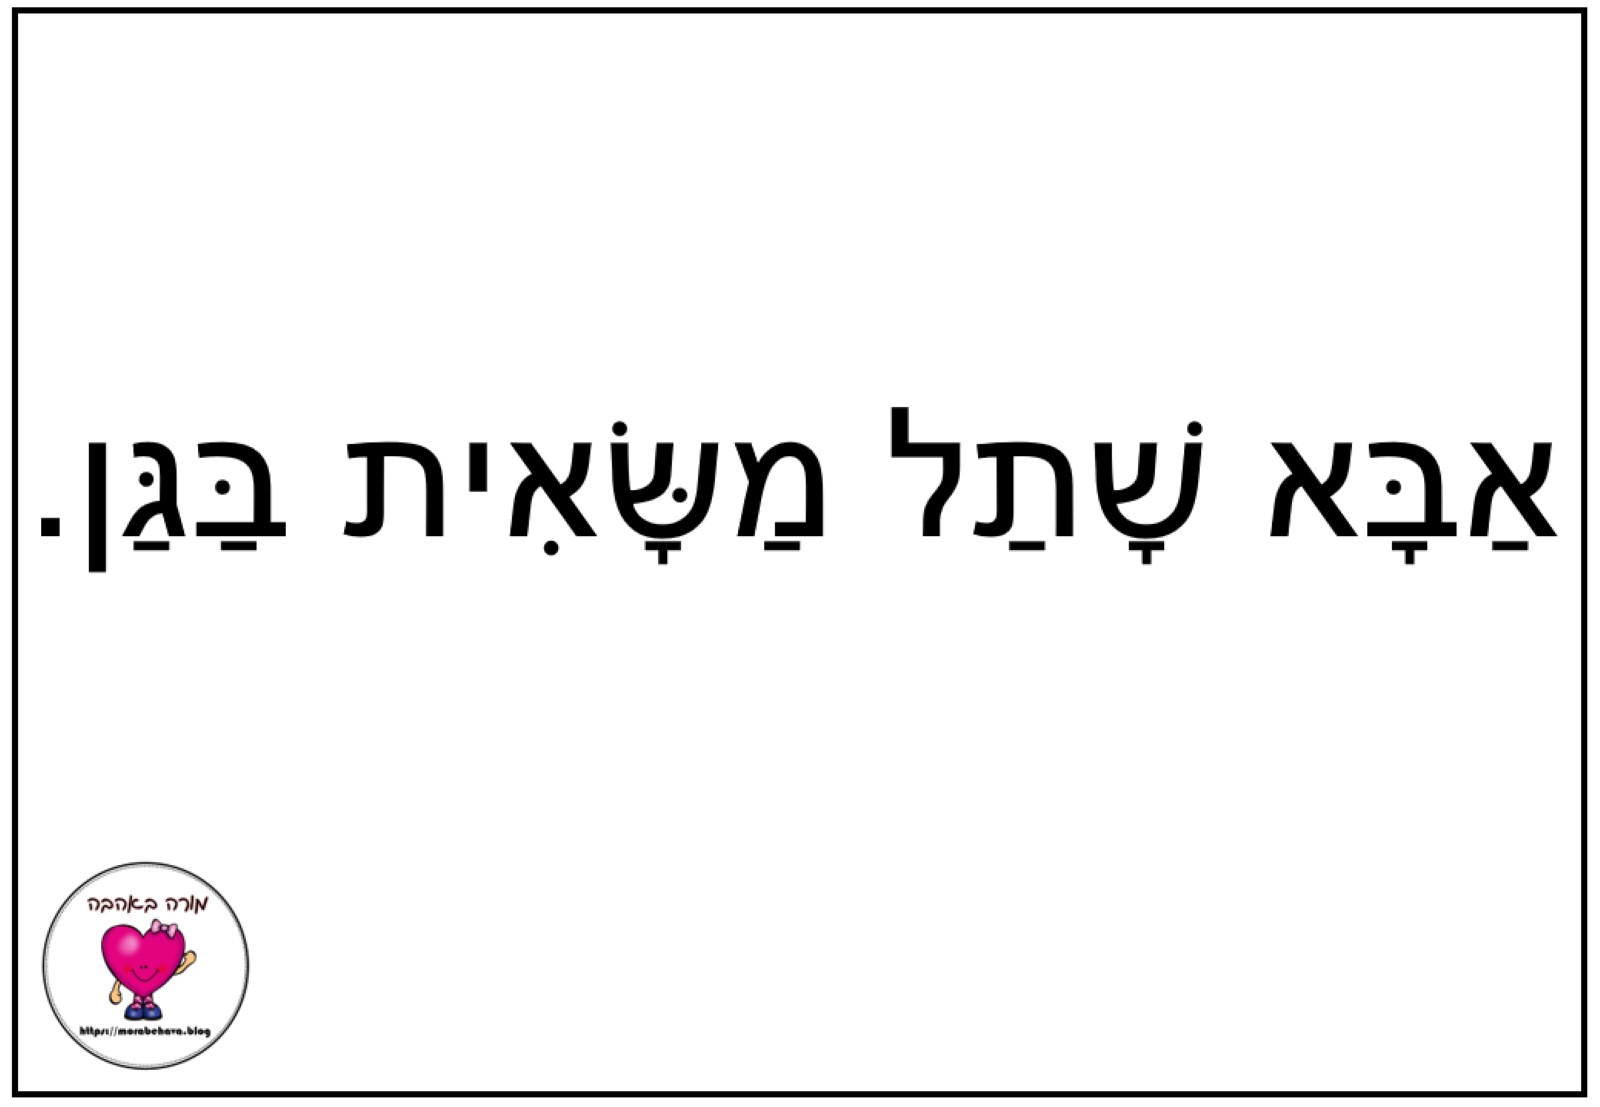 אַבָּא שָׁתַל מַשָּׂאִית בַּגַּן.
מורה באהבה
https://morabehava.blog